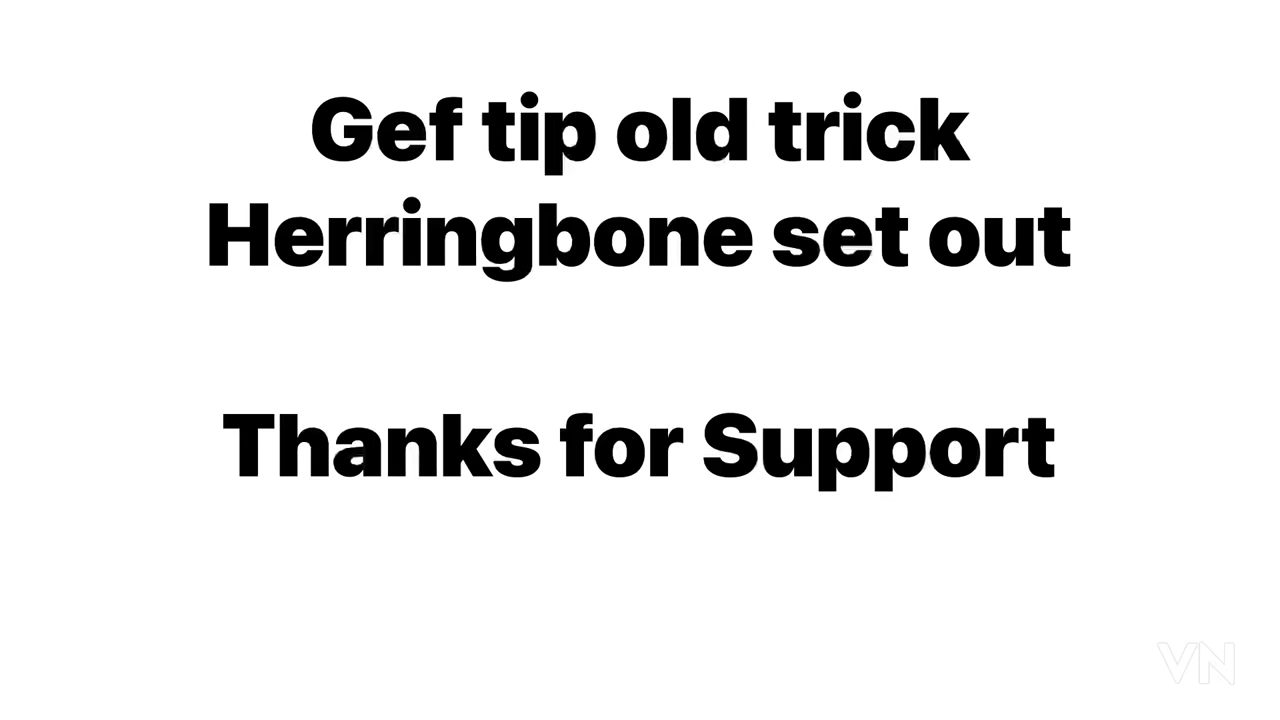 Gef tip old trick
Herringbone set out
Thanks for Support
VN